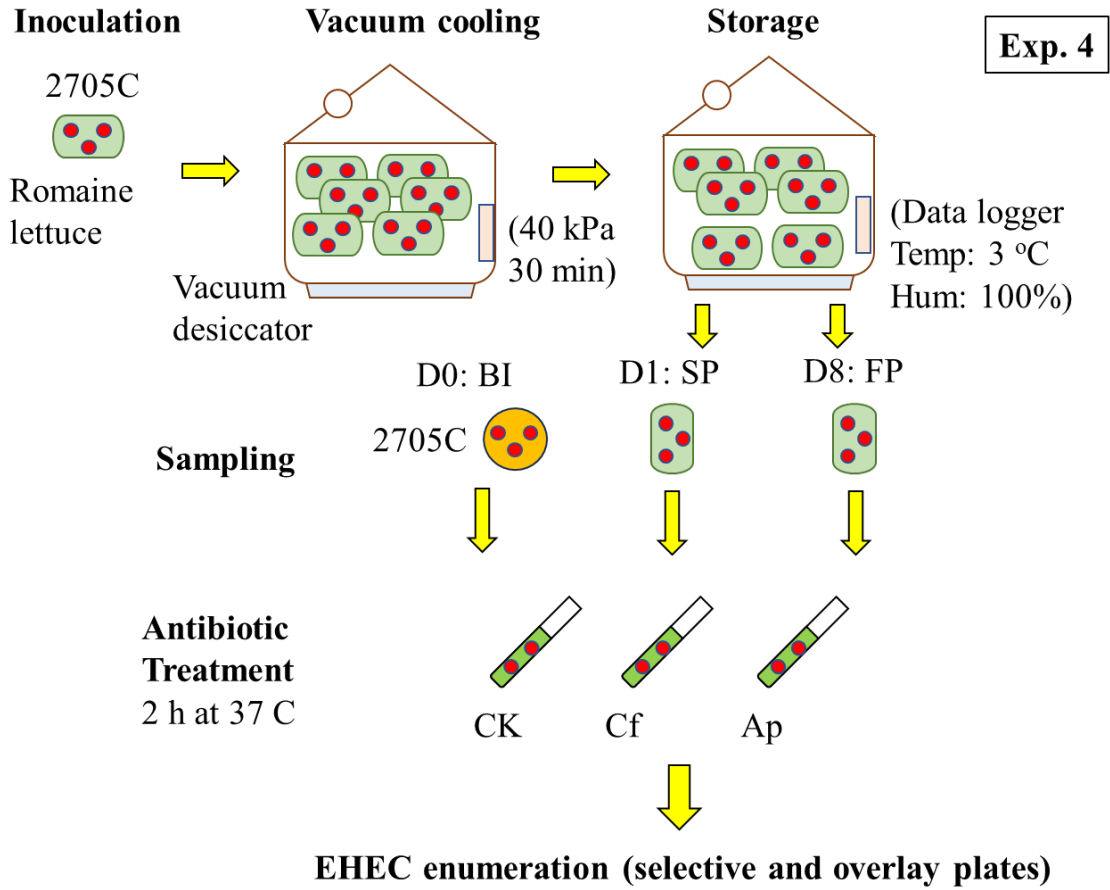 Inoculation
Vacuum cooling
Storage
Exp. 4
2705C
Romaine
lettuce
Vacuum
desiccator
(40 kPa
30 min)
(Data logger
Temp: 3 °C
Hum: 100%)
D0: BI
D1: SP
D8: FP
2705C
Sampling
Antibiotic
Treatment
2 h at 37 C
CK
Cf
Ap
EHEC enumeration (selective and overlay plates)